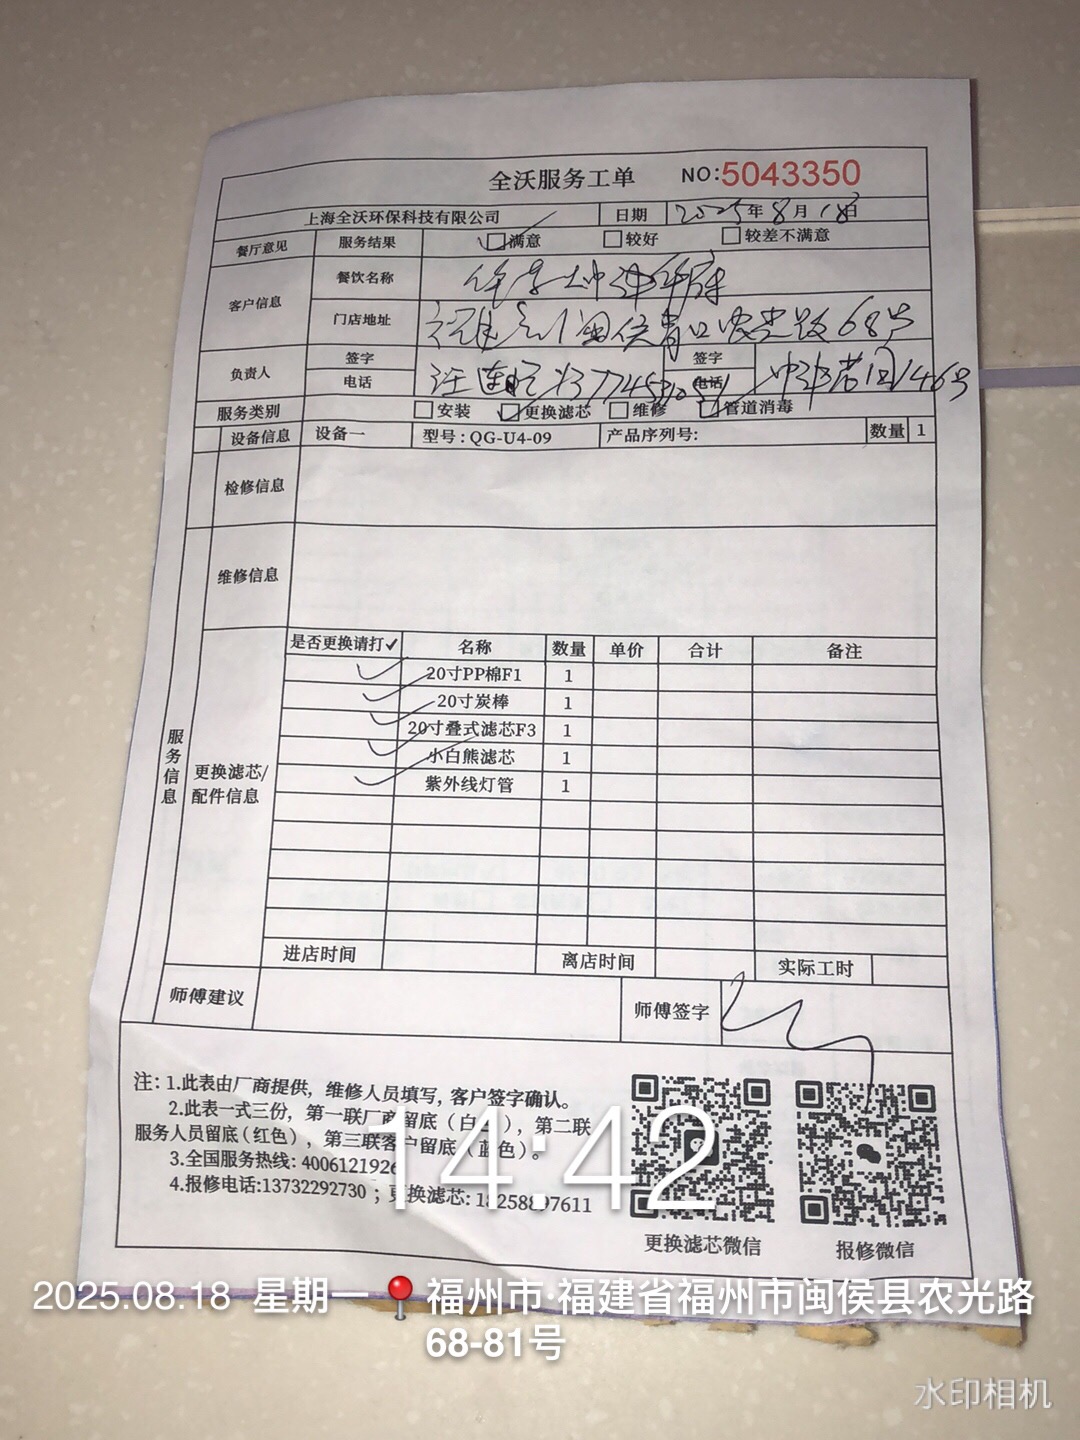 全沃服务工单 NO:5043350
上海全沃环保科技有限公司 日期 2025年8月18日
餐厅意见 服务结果 满意 较好 较差不满意
客户信息 餐饮名称
门店地址 福建 闽侯青口农光路68号
负责人 签字 签字
电话 电话
服务类别 安装 更换滤芯 维修 管道消毒
设备信息 设备一 型号:QG-U4-09 产品序列号: 数量 1
检修信息
维修信息
服务信息
更换滤芯/配件信息
是否更换请打✓ 名称 数量 单价 合计 备注
✓ 20寸PP棉F1 1
✓ 20寸炭棒 1
✓ 20寸叠式滤芯F3 1
✓ 小白熊滤芯 1
✓ 紫外线灯管 1
进店时间 离店时间 实际工时
师傅建议 师傅签字
注: 1.此表由厂商提供, 维修人员填写, 客户签字确认。
2.此表一式三份, 第一联厂商留底(白色), 第二联
服务人员留底(红色), 第三联客户留底(蓝色)。
3.全国服务热线: 4006121926
4.报修电话:13732292730 ; 更换滤芯:
更换滤芯微信 报修微信
14:42
2025.08.18 星期一 福州市·福建省福州市闽侯县农光路
68-81号
水印相机